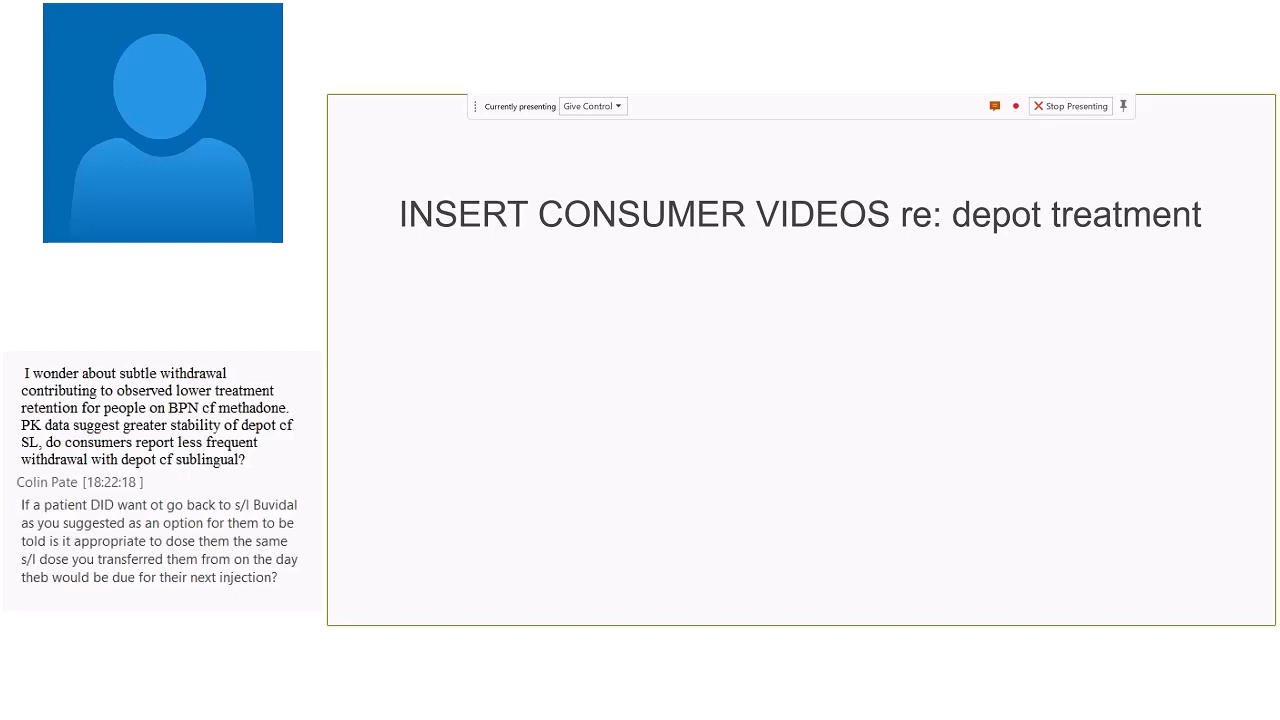 Currently presenting Give Control Stop Presenting
INSERT CONSUMER VIDEOS re: depot treatment
I wonder about subtle withdrawal
contributing to observed lower treatment
retention for people on BPN cf methadone.
PK data suggest greater stability of depot cf
SL, do consumers report less frequent
withdrawal with depot cf sublingual?
Colin Pate [18:22:18 ]
If a patient DID want ot go back to s/l Buvidal
as you suggested as an option for them to be
told is it appropriate to dose them the same
s/l dose you transferred them from on the day
theb would be due for their next injection?